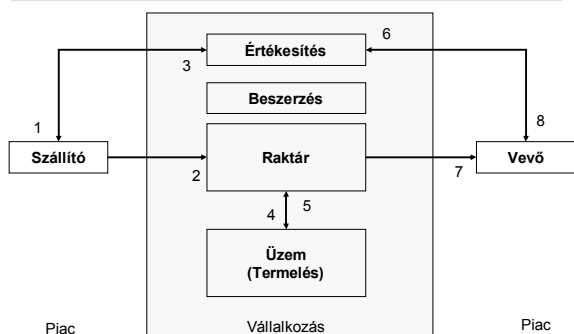 6
Értékesítés
3
Beszerzés
1
8
Szállító
Raktár
Vevő
2
7
4
5
Üzem
(Termelés)
Piac
Vállalkozás
Piac